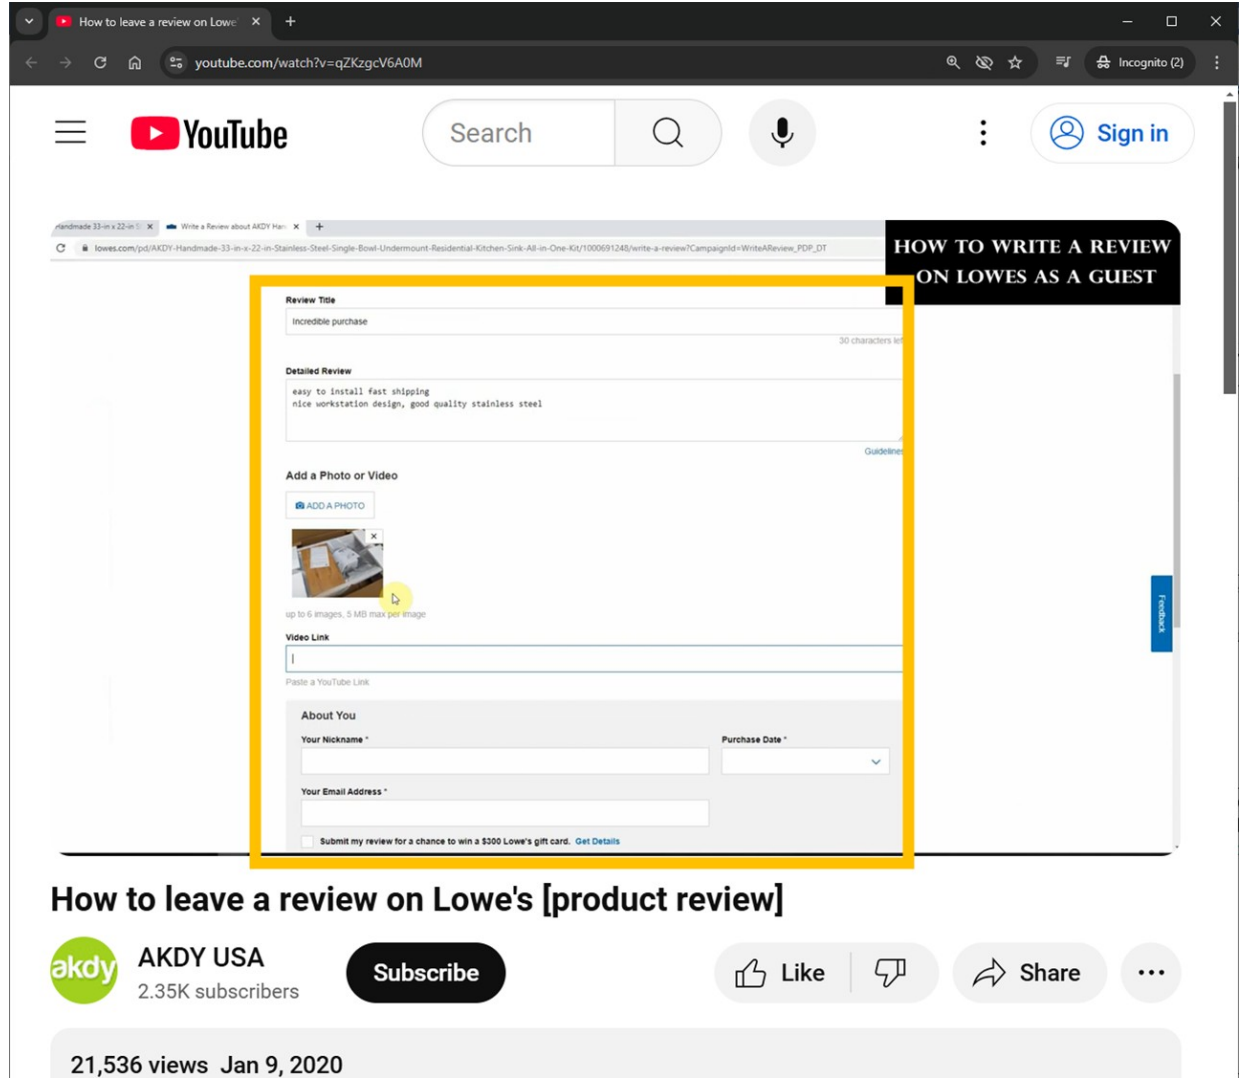 How to leave a review on Lowe'
youtube.com/watch?v=qZKzgcV6A0M
Incognito (2)
YouTube
Search
Sign in
Handmade 33-in x 22-in S
Write a Review about AKDY Han
lowes.com/pd/AKDY-Handmade-33-in-x-22-in-Stainless-Steel-Single-Bowl-Undermount-Residential-Kitchen-Sink-All-in-One-Kit/1000691248/write-a-review?CampaignId=WriteAReview_PDP_DT
HOW TO WRITE A REVIEW
ON LOWES AS A GUEST
Review Title
Incredible purchase
30 characters lef
Detailed Review
easy to install fast shipping
nice workstation design, good quality stainless steel
Guidelines
Add a Photo or Video
ADD A PHOTO
up to 6 images, 5 MB max per image
Video Link
Paste a YouTube Link
Feedback
About You
Your Nickname *
Purchase Date *
Your Email Address *
Submit my review for a chance to win a $300 Lowe's gift card. Get Details
How to leave a review on Lowe's [product review]
akdy
AKDY USA
2.35K subscribers
Subscribe
Like
Share
21,536 views Jan 9, 2020